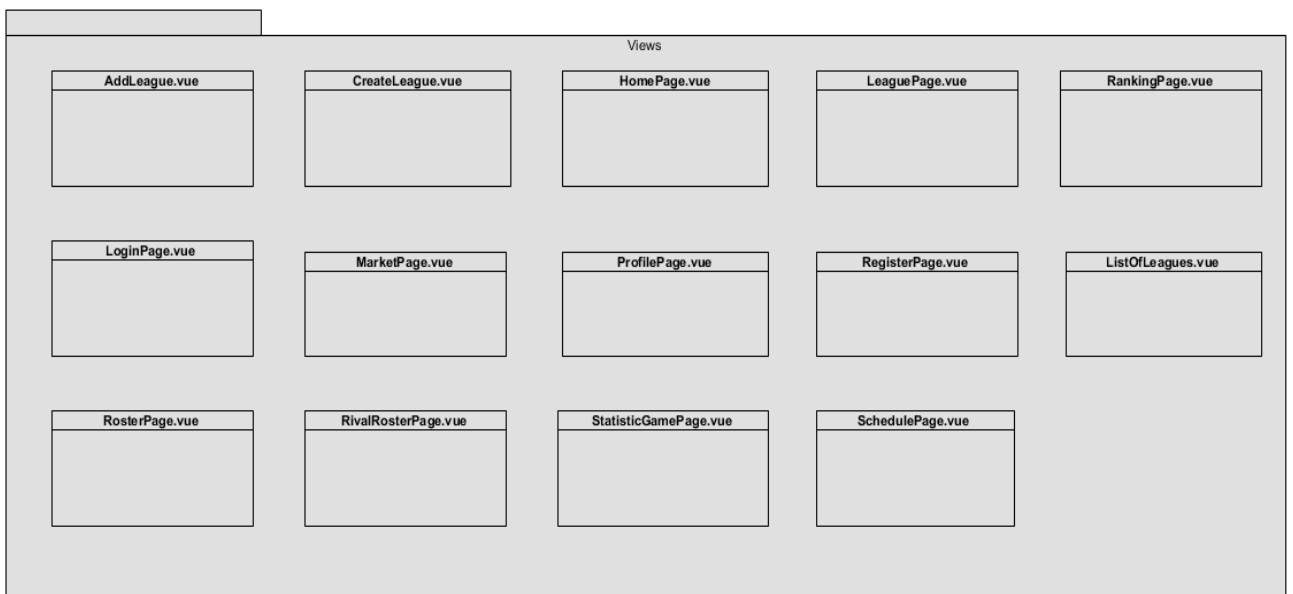 Views
AddLeague.vue
CreateLeague.vue
HomePage.vue
LeaguePage.vue
RankingPage.vue
LoginPage.vue
MarketPage.vue
ProfilePage.vue
RegisterPage.vue
ListOfLeagues.vue
RosterPage.vue
RivalRosterPage.vue
StatisticGamePage.vue
SchedulePage.vue